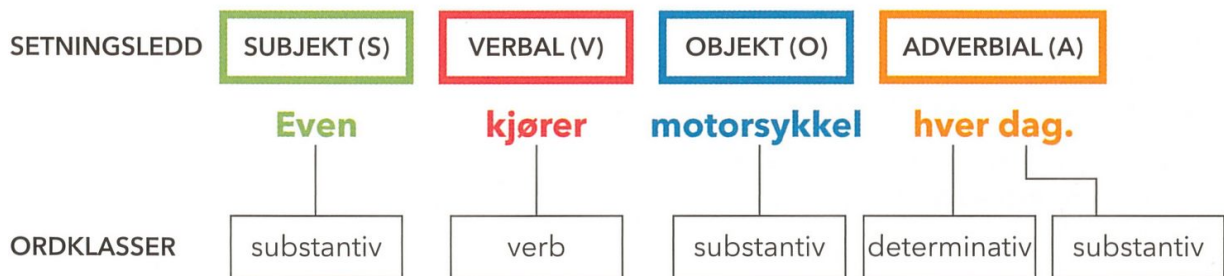 SETNINGSLEDD SUBJEKT (S) VERBAL (V) OBJEKT (O) ADVERBIAL (A)
Even kjører motorsykkel hver dag.
ORDKLASSER substantiv verb substantiv determinativ substantiv